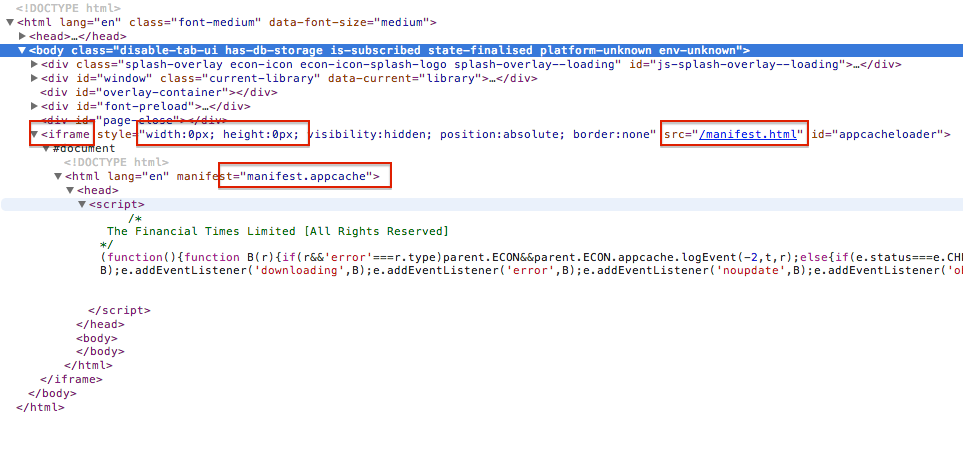 <!DOCTYPE html>
<html lang="en" class="font-medium" data-font-size="medium">
<head>…</head>
<body class="disable-tab-ui has-db-storage is-subscribed state-finalised platform-unknown env-unknown">
<div class="splash-overlay econ-icon econ-icon-splash-logo splash-overlay--loading" id="js-splash-overlay--loading">…</div>
<div id="window" class="current-library" data-current="library">…</div>
<div id="overlay-container"></div>
<div id="font-preload">…</div>
<div id="page-close"></div>
<iframe style="width:0px; height:0px; visibility:hidden; position:absolute; border:none" src="/manifest.html" id="appcacheloader">
#document
<!DOCTYPE html>
<html lang="en" manifest="manifest.appcache">
<head>
<script>
/*
The Financial Times Limited [All Rights Reserved]
*/
(function(){function B(r){if(r&&'error'===r.type)parent.ECON&&parent.ECON.appcache.logEvent(-2,t,r);else{if(e.status===e.CHE
B);e.addEventListener('downloading',B);e.addEventListener('error',B);e.addEventListener('noupdate',B);e.addEventListener('ob
</script>
</head>
<body>
</body>
</html>
</iframe>
</body>
</html>